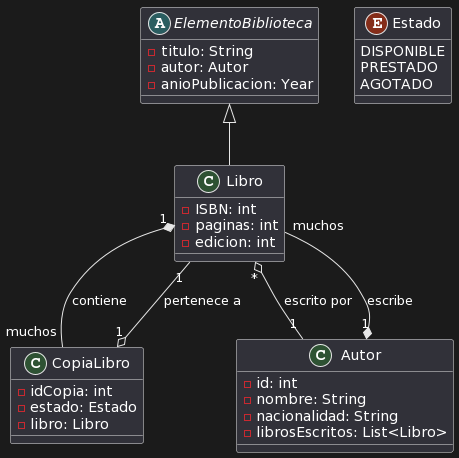 A ElementoBiblioteca
titulo: String
autor: Autor
anioPublicacion: Year
E Estado
DISPONIBLE
PRESTADO
AGOTADO
C Libro
ISBN: int
paginas: int
edicion: int
1
muchos
1
*
contiene
pertenece a
escrito por
escribe
muchos
1
1
1
C CopiaLibro
idCopia: int
estado: Estado
libro: Libro
C Autor
id: int
nombre: String
nacionalidad: String
librosEscritos: List<Libro>